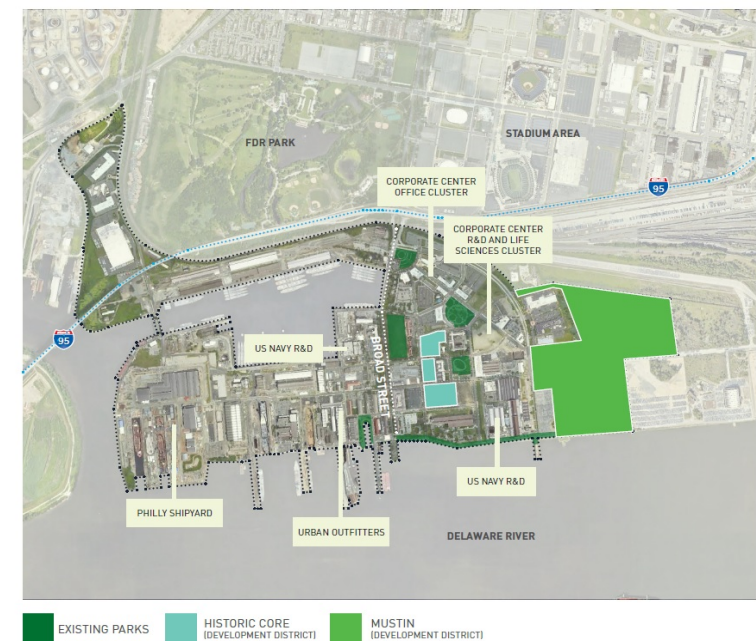 FDR PARK
STADIUM AREA
CORPORATE CENTER
OFFICE CLUSTER
95
CORPORATE CENTER
R&D AND LIFE
SCIENCES CLUSTER
95
US NAVY R&D
BROAD STREET
US NAVY R&D
PHILLY SHIPYARD
URBAN OUTFITTERS
DELAWARE RIVER
EXISTING PARKS
HISTORIC CORE
(DEVELOPMENT DISTRICT)
MUSTIN
(DEVELOPMENT DISTRICT)